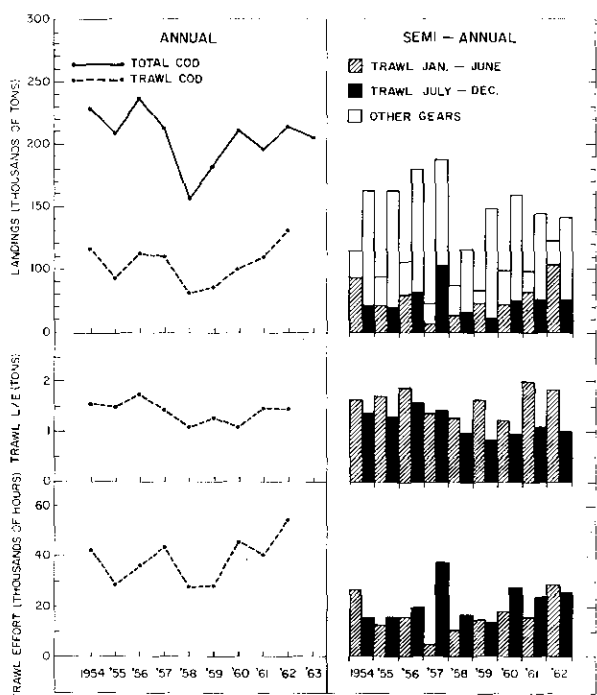 ANNUAL
TOTAL COD
TRAWL COD
SEMI – ANNUAL
TRAWL JAN. – JUNE
TRAWL JULY – DEC.
OTHER GEARS
LANDINGS (THOUSANDS OF TONS)
300
250
200
150
100
0
TRAWL L/E (TONS)
2
1
0
RAWL EFFORT (THOUSANDS OF HOURS)
60
40
20
0
1954 '55 '56 '57 '58 '59 '60 '61 '62 '63
1954 '55 '56 '57 '58 '59 '60 '61 '62